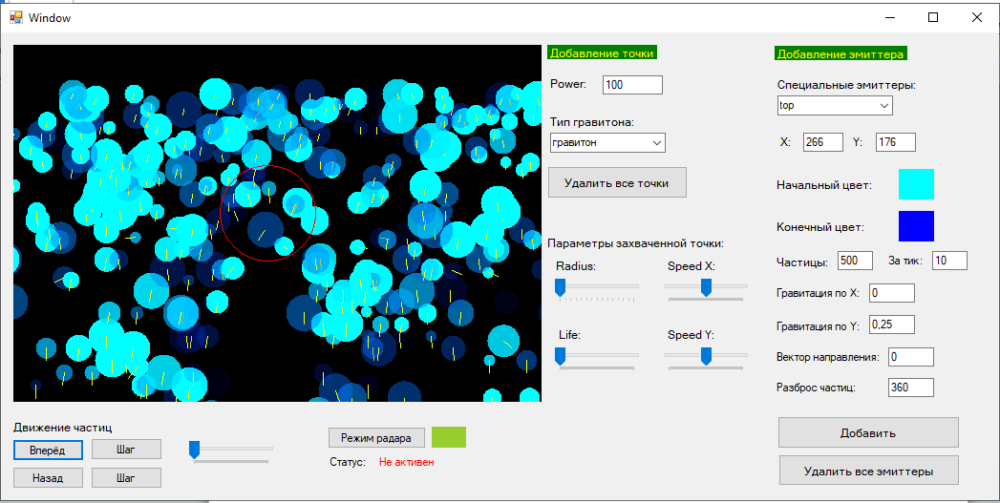 Window
Добавление точки
Power: 100
Тип гравитона:
гравитон
Удалить все точки
Параметры захваченной точки:
Radius: Speed X:
Life: Speed Y:
Добавление эмиттера
Специальные эмиттеры:
top
X: 266 Y: 176
Начальный цвет:
Конечный цвет:
Частицы: 500 За тик: 10
Гравитация по X: 0
Гравитация по Y: 0,25
Вектор направления: 0
Разброс частиц: 360
Добавить
Удалить все эмиттеры
Движение частиц
Вперёд Шаг
Назад Шаг
Режим радара
Статус: Не активен